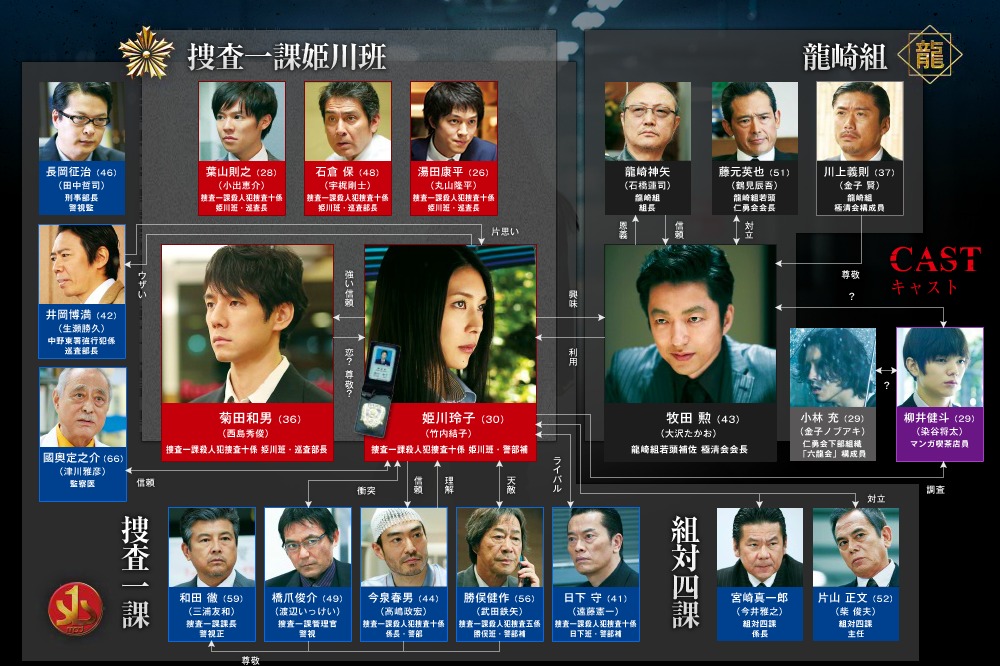 捜査一課姫川班
龍崎組
龍
長岡征治（46）
（田中哲司）
刑事部長
警視監
葉山則之（28）
（小出恵介）
捜査一課殺人犯捜査十係
姫川班・巡査長
石倉 保（48）
（宇梶剛士）
捜査一課殺人犯捜査十係
姫川班・巡査部長
湯田康平（26）
（丸山隆平）
捜査一課殺人犯捜査十係
姫川班・巡査長
龍崎神矢
（石橋蓮司）
龍崎組
組長
藤元英也（51）
（鶴見辰吾）
龍崎組若頭
仁勇会会長
川上義則（37）
（金子 賢）
龍崎組
極清会構成員
片思い
ウザい
恩義
信頼
対立
尊敬
？
CAST
キャスト
井岡博満（42）
（生瀬勝久）
中野東署強行犯係
巡査部長
強い信頼
恋？尊敬？
興味
利用
菊田和男（36）
（西島秀俊）
捜査一課殺人犯捜査十係 姫川班・巡査部長
姫川玲子（30）
（竹内結子）
捜査一課殺人犯捜査十係 姫川班・警部補
牧田 勲（43）
（大沢たかお）
龍崎組若頭補佐 極清会会長
小林 充（29）
（金子ノブアキ）
仁勇会下部組織
「六龍会」構成員
？
柳井健斗（29）
（染谷将太）
マンガ喫茶店員
國奥定之介（66）
（津川雅彦）
監察医
信頼
衝突
信頼
理解
天敵
ライバル
調査
対立
捜査一課
組対四課
S1S
和田 徹（59）
（三浦友和）
捜査一課課長
警視正
橋爪俊介（49）
（渡辺いっけい）
捜査一課管理官
警視
今泉春男（44）
（高嶋政宏）
捜査一課殺人犯捜査十係
係長・警部
勝俣健作（56）
（武田鉄矢）
捜査一課殺人犯捜査五係
勝俣班・警部補
日下 守（41）
（遠藤憲一）
捜査一課殺人犯捜査十係
日下班・警部補
宮崎真一郎
（今井雅之）
組対四課
係長
片山 正文（52）
（柴 俊夫）
組対四課
主任
尊敬